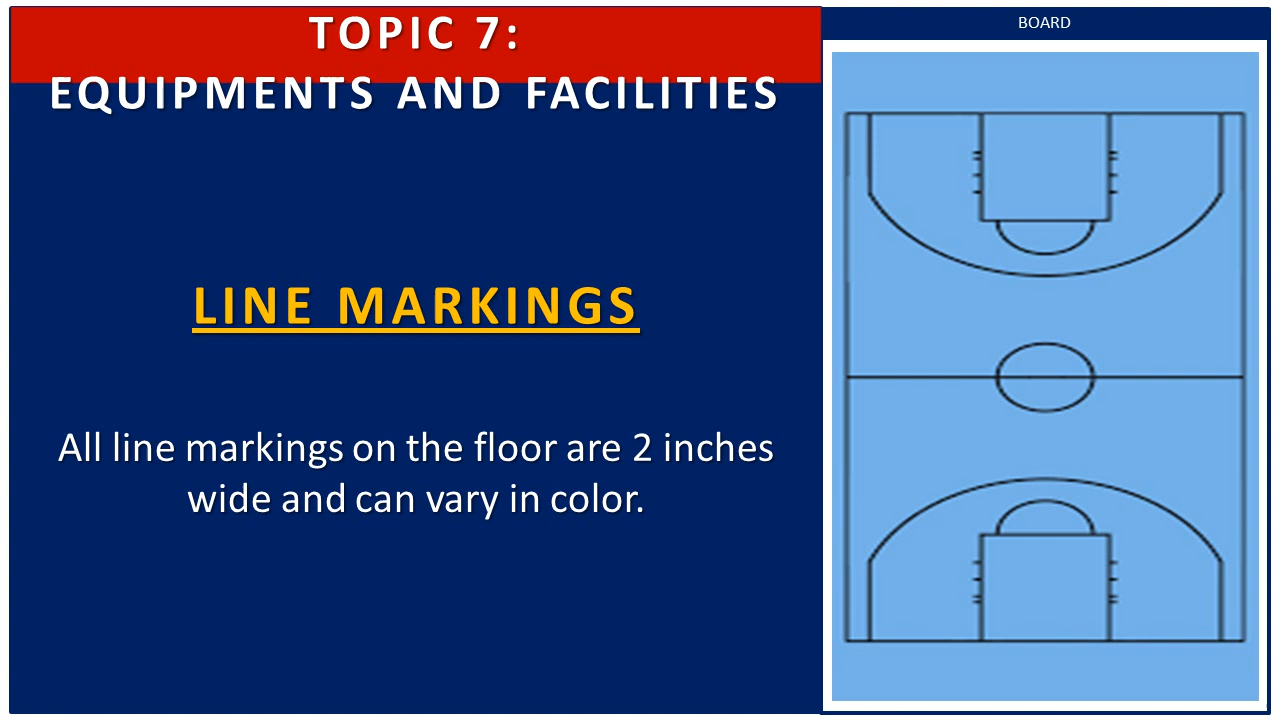 TOPIC 7:
EQUIPMENTS AND FACILITIES
BOARD
LINE MARKINGS
All line markings on the floor are 2 inches
wide and can vary in color.